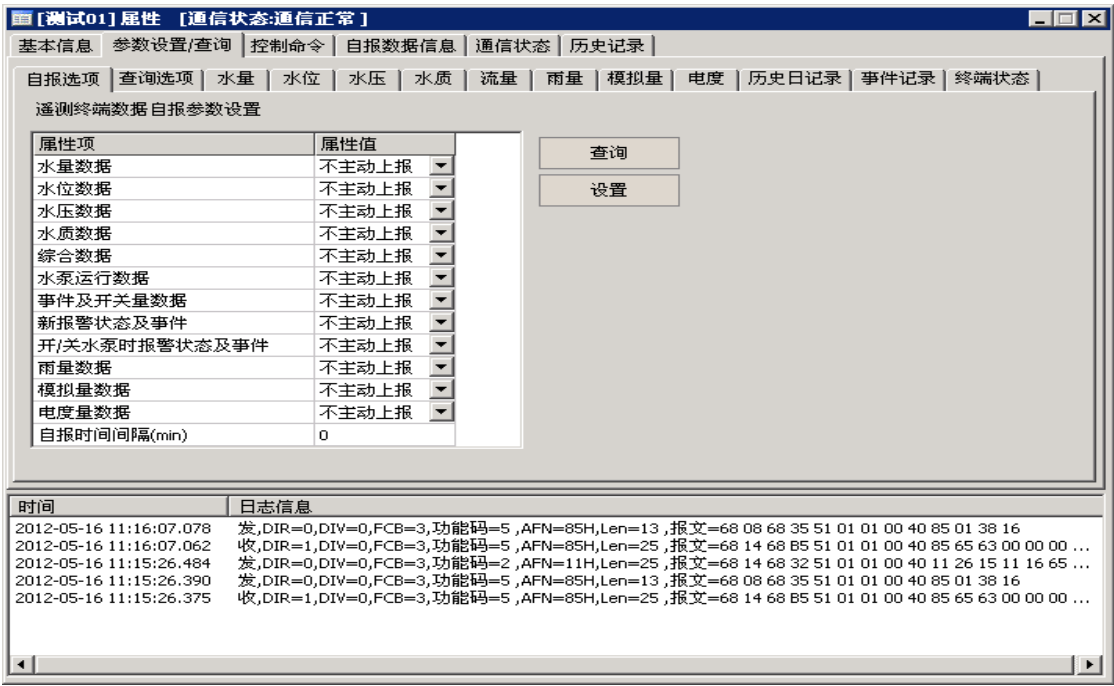 [测试01] 属性 [通信状态:通信正常]
基本信息 参数设置/查询 控制命令 自报数据信息 通信状态 历史记录
自报选项 查询选项 水量 水位 水压 水质 流量 雨量 模拟量 电度 历史日记录 事件记录 终端状态
遥测终端数据自报参数设置
属性项 属性值
水量数据 不主动上报
水位数据 不主动上报
水压数据 不主动上报
水质数据 不主动上报
综合数据 不主动上报
水泵运行数据 不主动上报
事件及开关量数据 不主动上报
新报警状态及事件 不主动上报
开/关水泵时报警状态及事件 不主动上报
雨量数据 不主动上报
模拟量数据 不主动上报
电度量数据 不主动上报
自报时间间隔(min) 0
查询
设置
时间 日志信息
2012-05-16 11:16:07.078 发,DIR=0,DIV=0,FCB=3,功能码=5 ,AFN=85H,Len=13 ,报文=68 08 68 35 51 01 01 00 40 85 01 38 16
2012-05-16 11:16:07.062 收,DIR=1,DIV=0,FCB=3,功能码=5 ,AFN=85H,Len=25 ,报文=68 14 68 B5 51 01 01 00 40 85 65 63 00 00 00 ...
2012-05-16 11:15:26.484 发,DIR=0,DIV=0,FCB=3,功能码=2 ,AFN=11H,Len=25 ,报文=68 14 68 32 51 01 01 00 40 11 26 15 11 16 65 ...
2012-05-16 11:15:26.390 发,DIR=0,DIV=0,FCB=3,功能码=5 ,AFN=85H,Len=13 ,报文=68 08 68 35 51 01 01 00 40 85 01 38 16
2012-05-16 11:15:26.375 收,DIR=1,DIV=0,FCB=3,功能码=5 ,AFN=85H,Len=25 ,报文=68 14 68 B5 51 01 01 00 40 85 65 63 00 00 00 ...